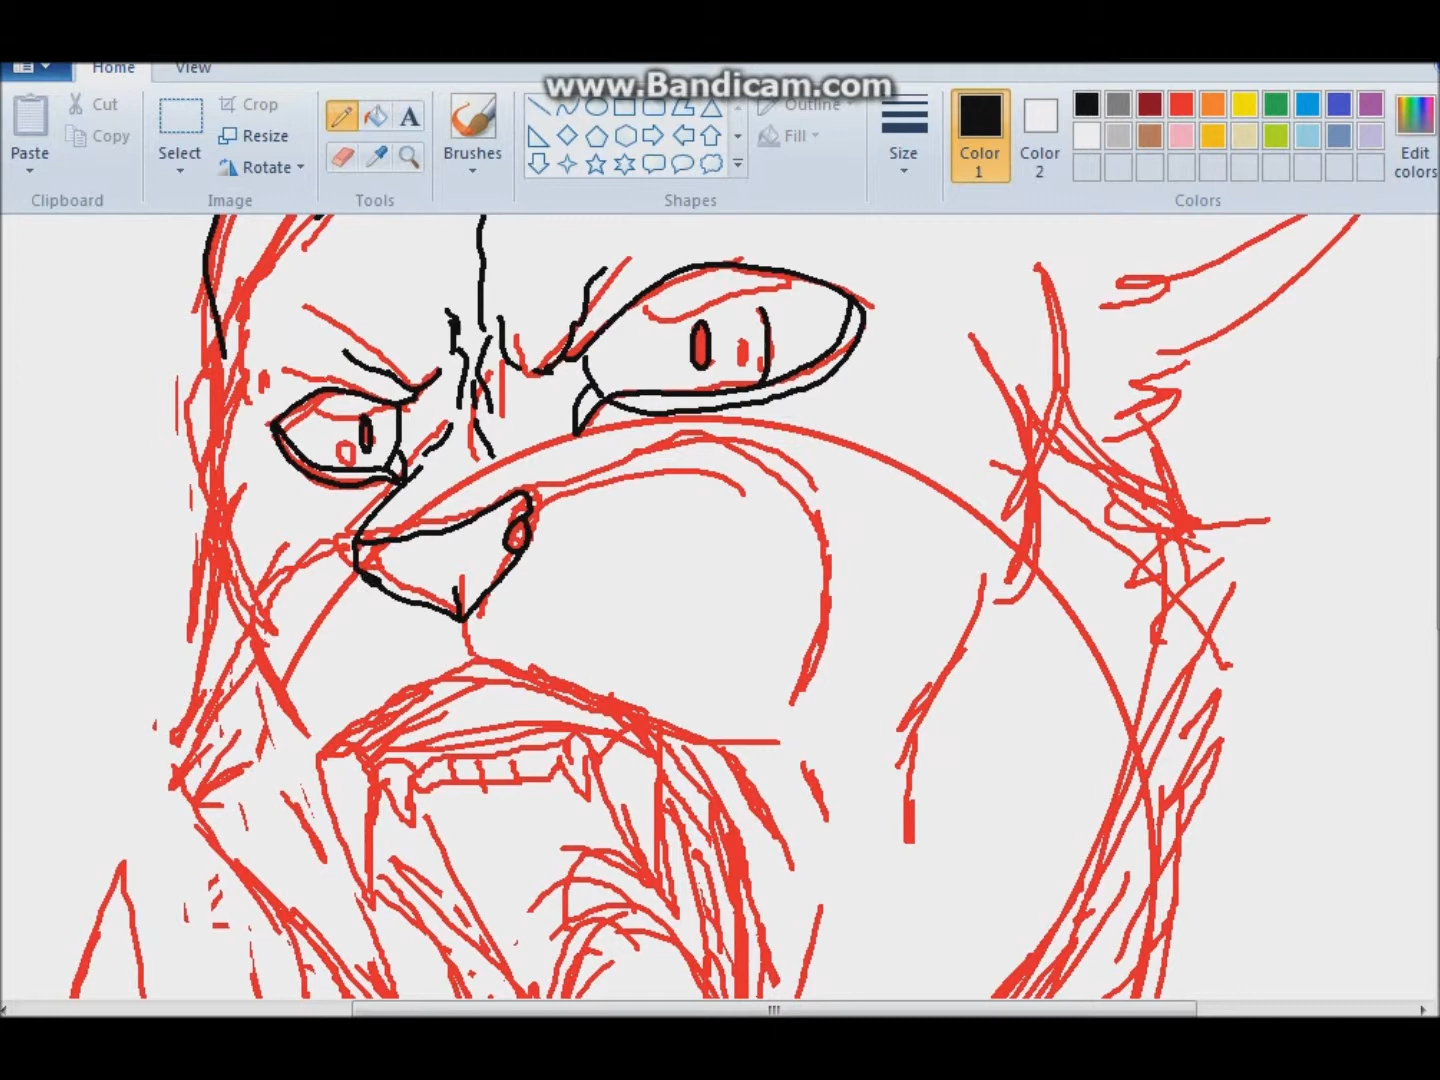 www.Bandicam.com
Home View
Cut
Copy
Paste
Clipboard
Select
Crop
Resize
Rotate
Image
A
Tools
Brushes
Outline
Fill
Shapes
Size
Color 1
Color 2
Edit colors
Colors